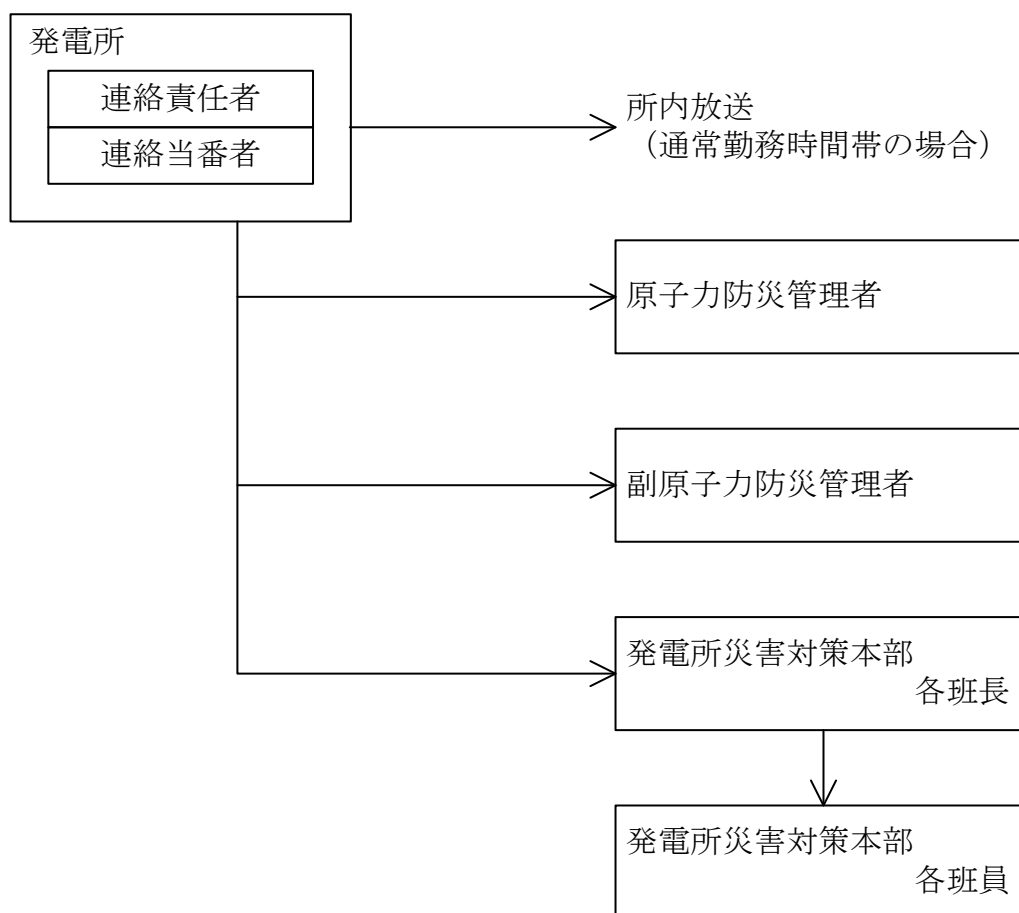 発電所
連絡責任者
連絡当番者
所内放送
（通常勤務時間帯の場合）
原子力防災管理者
副原子力防災管理者
発電所災害対策本部
各班長
発電所災害対策本部
各班員